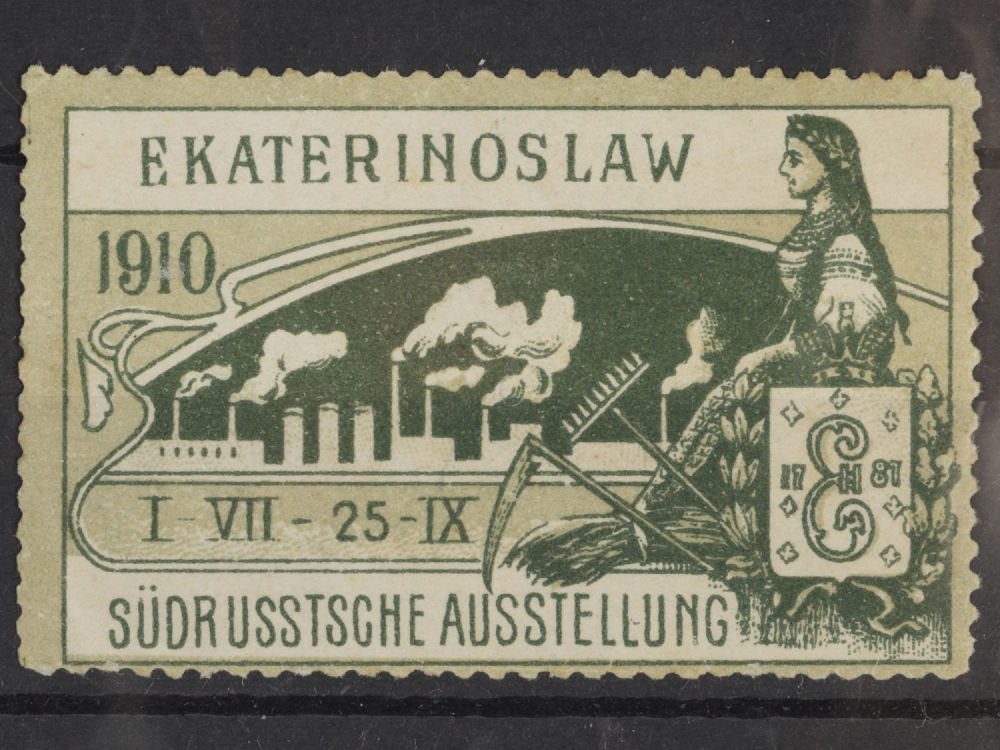 EKATERINOSLAW
1910
I-VII-25-IX
SÜDRUSSTSCHE AUSSTELLUNG
17 87